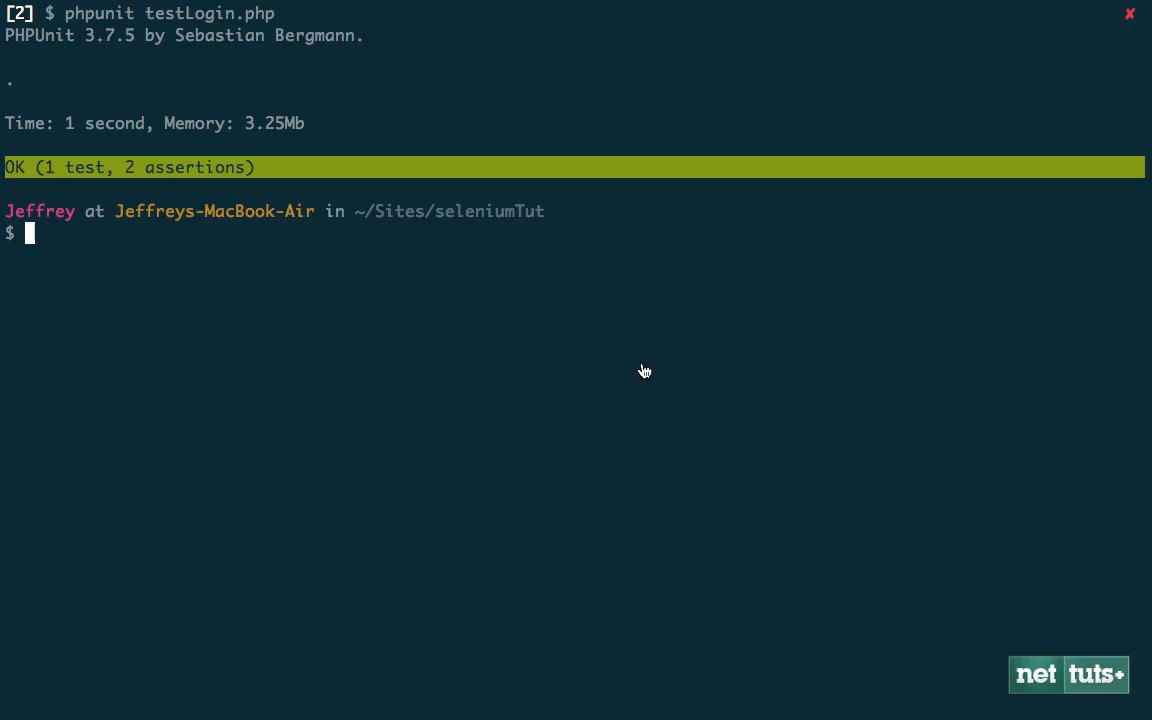 [2] $ phpunit testLogin.php ✘
PHPUnit 3.7.5 by Sebastian Bergmann.
.
Time: 1 second, Memory: 3.25Mb
OK (1 test, 2 assertions)
Jeffrey at Jeffreys-MacBook-Air in ~/Sites/seleniumTut
$
net tuts+